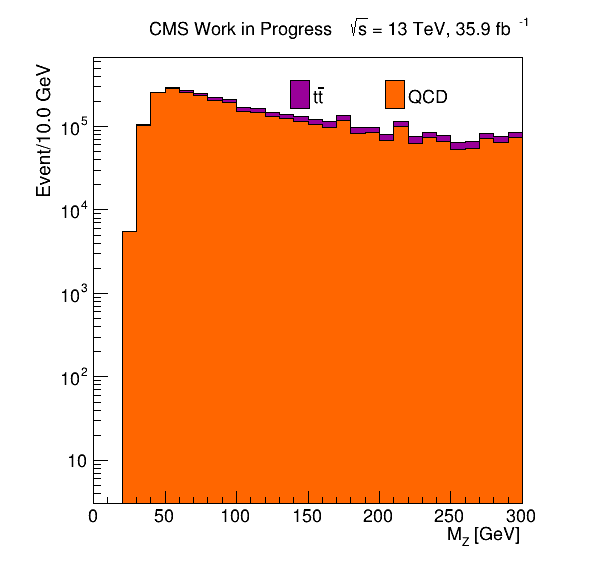 CMS Work in Progress √s = 13 TeV, 35.9 fb⁻¹
Event/10.0 GeV
tt̄ QCD
10⁵
10⁴
10³
10²
10
0 50 100 150 200 250 300
M_Z [GeV]